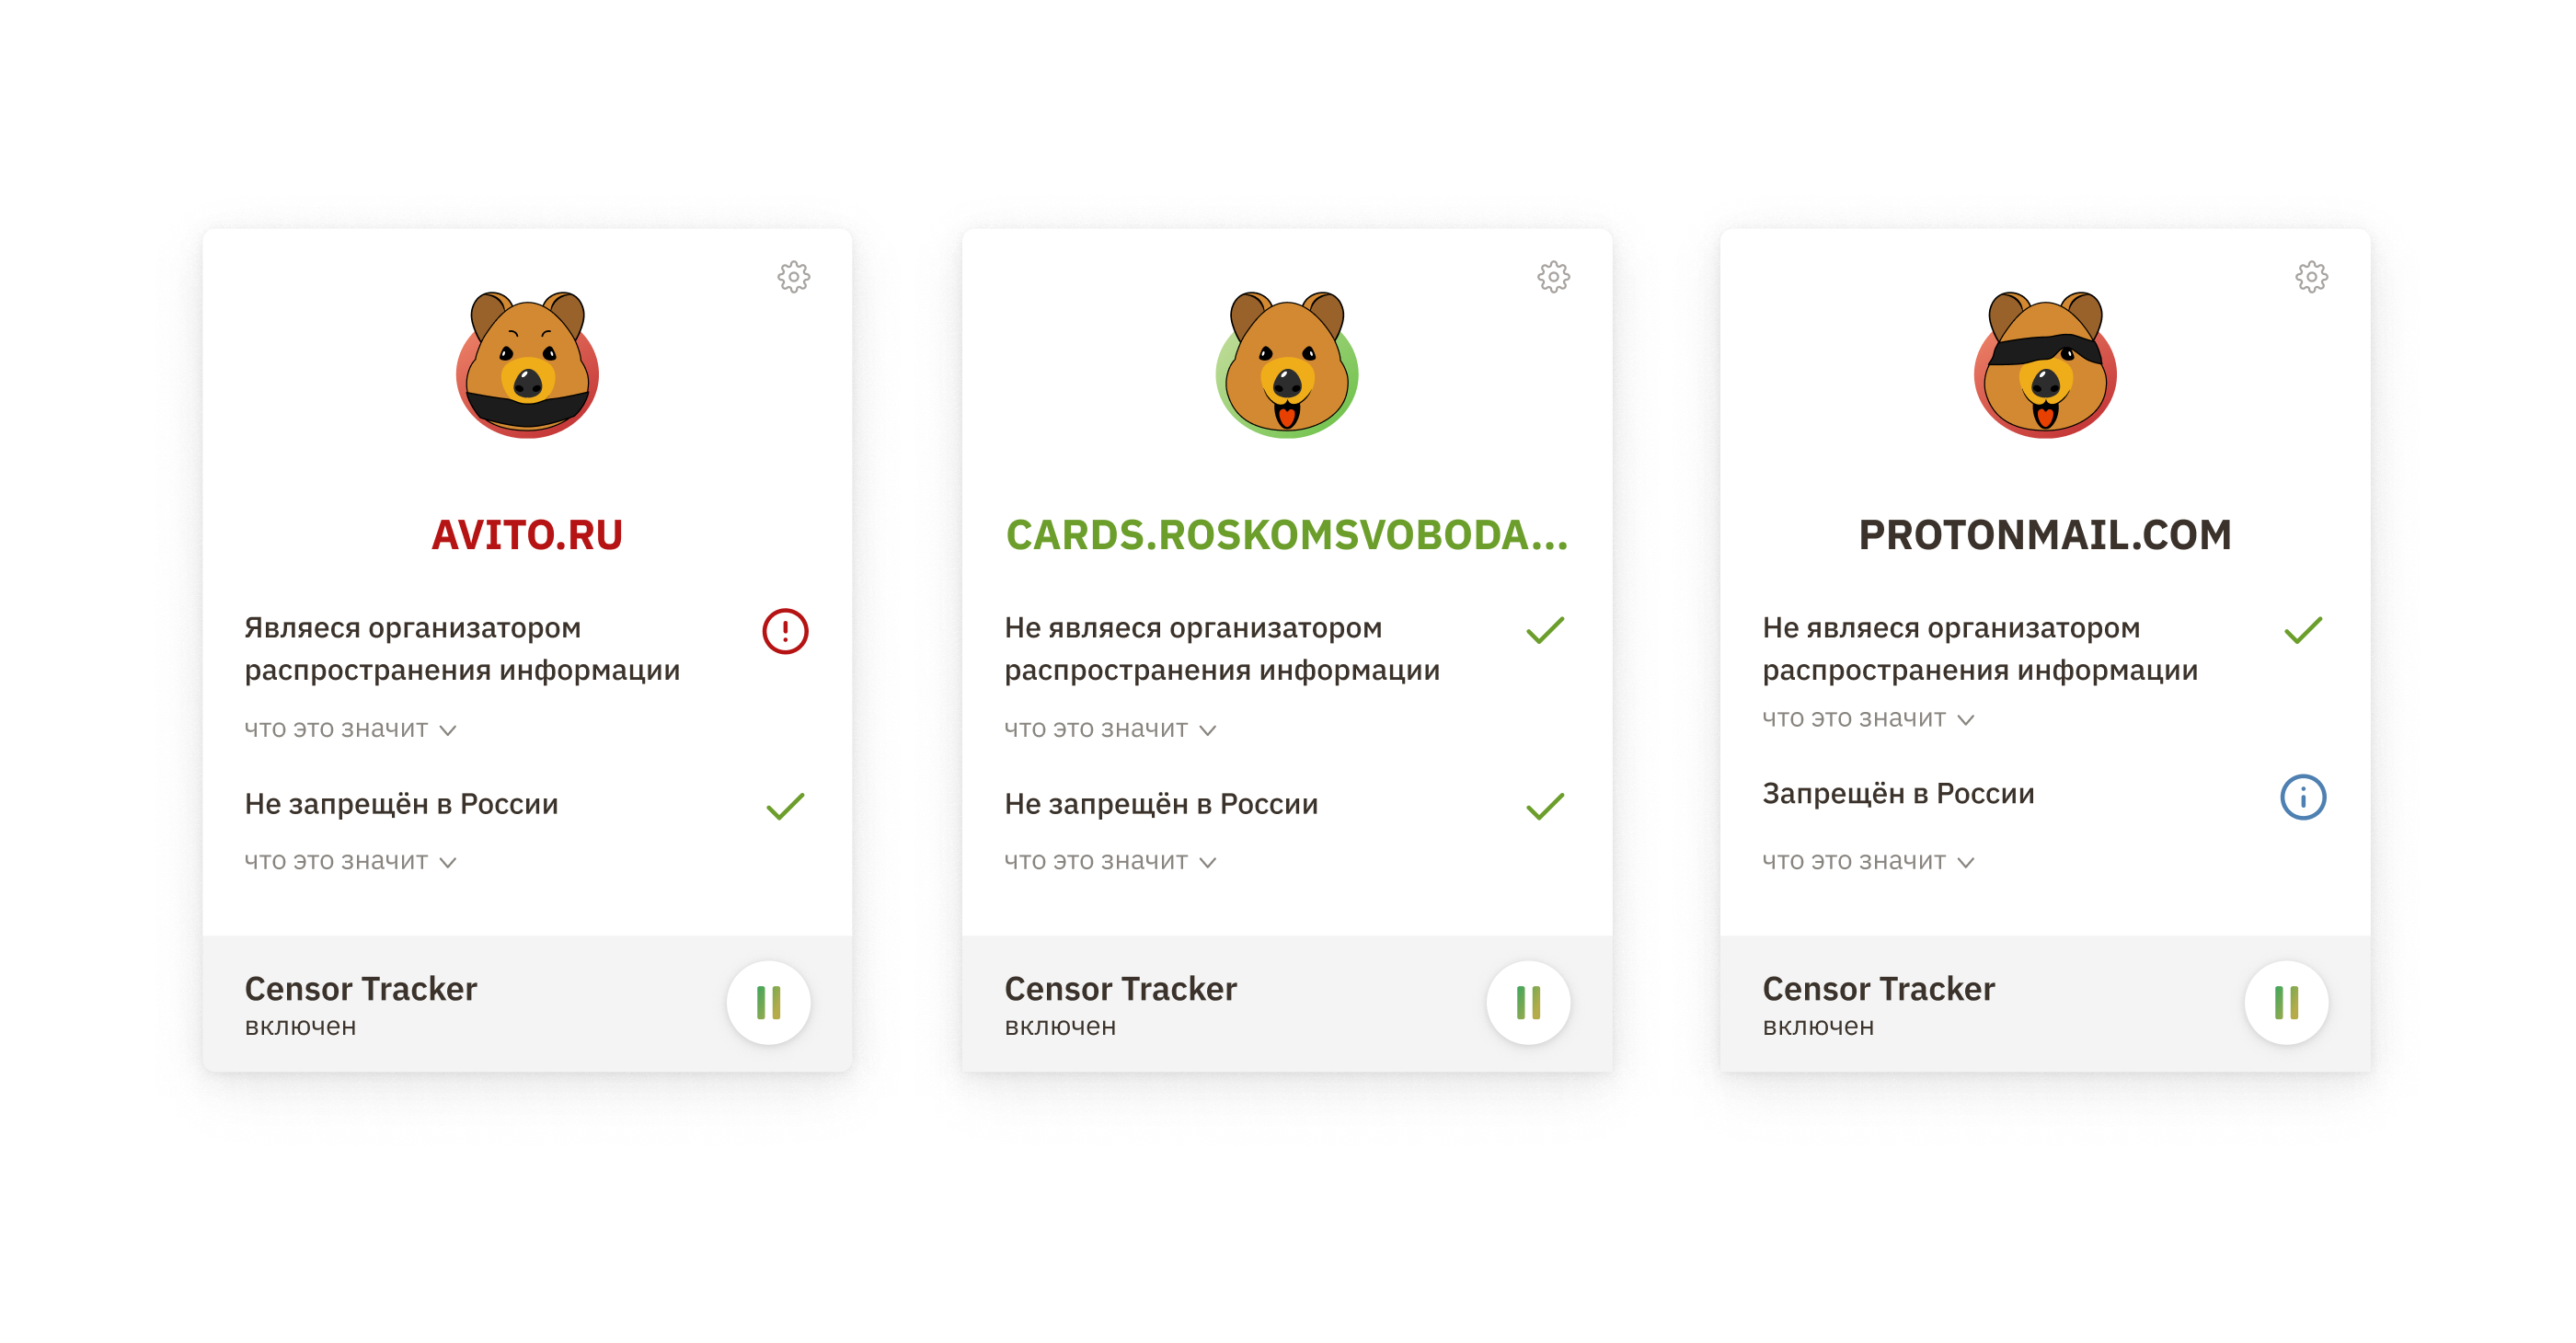 AVITO.RU
Являеся организатором
распространения информации
что это значит
Не запрещён в России
что это значит
Censor Tracker
включен
CARDS.ROSKOMSVOBODA...
Не являеся организатором
распространения информации
что это значит
Не запрещён в России
что это значит
Censor Tracker
включен
PROTONMAIL.COM
Не являеся организатором
распространения информации
что это значит
Запрещён в России
что это значит
Censor Tracker
включен